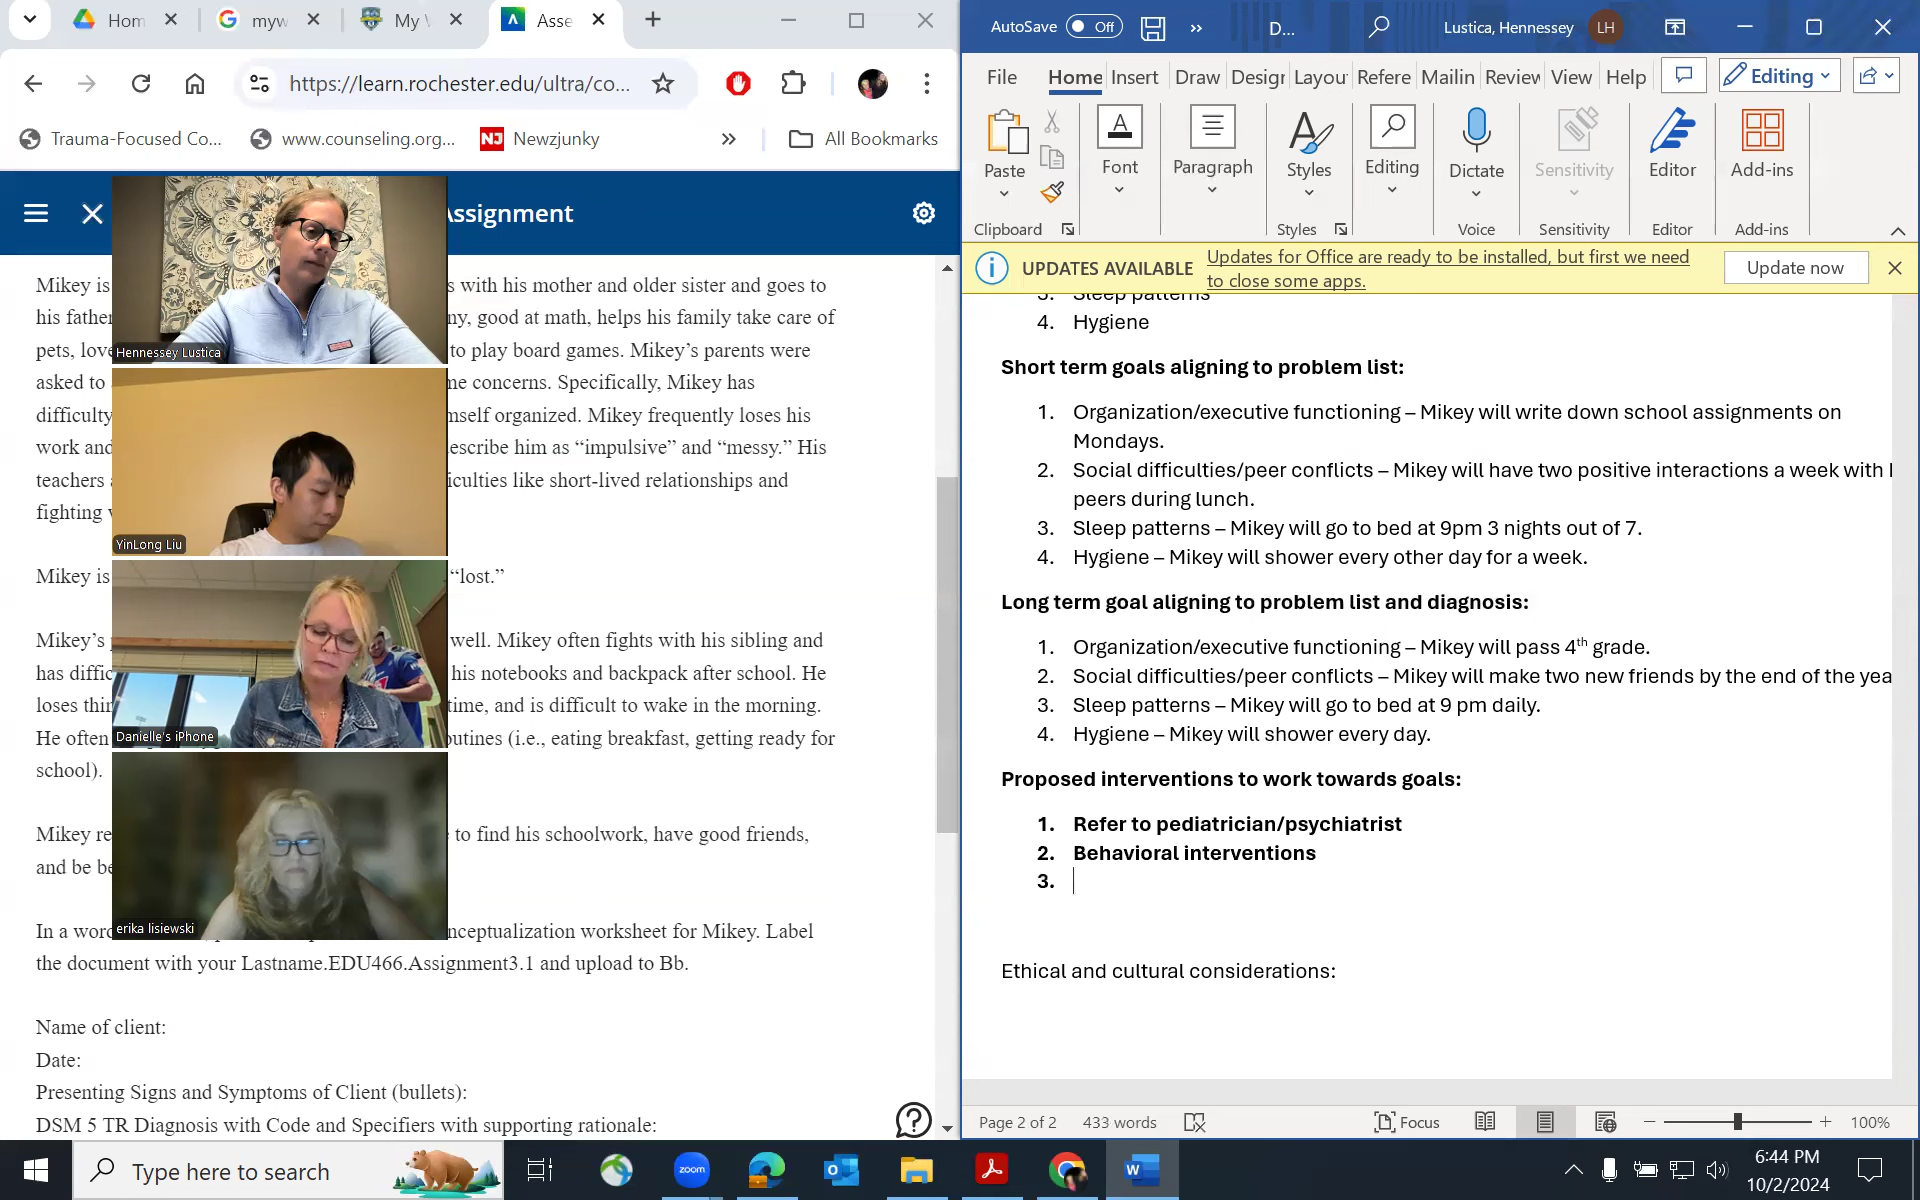 Hom
myw
My V
Asse
https://learn.rochester.edu/ultra/co...
Trauma-Focused Co...
www.counseling.org...
NJ
Newzjunky
All Bookmarks
Assignment
Mikey is
s with his mother and older sister and goes to
his father
ny, good at math, helps his family take care of
pets, love
to play board games. Mikey's parents were
asked to
ne concerns. Specifically, Mikey has
difficulty
mself organized. Mikey frequently loses his
work and
escribe him as "impulsive" and "messy." His
teachers
iculties like short-lived relationships and
fighting
Mikey is
"lost."
Mikey's
well. Mikey often fights with his sibling and
has diffic
his notebooks and backpack after school. He
loses thin
time, and is difficult to wake in the morning.
He often
outines (i.e., eating breakfast, getting ready for
school).
Mikey re
to find his schoolwork, have good friends,
and be be
In a word
nceptualization worksheet for Mikey. Label
the document with your Lastname.EDU466.Assignment3.1 and upload to Bb.
Name of client:
Date:
Presenting Signs and Symptoms of Client (bullets):
DSM 5 TR Diagnosis with Code and Specifiers with supporting rationale:
Hennessey Lustica
YinLong Liu
Danielle's iPhone
erika lisiewski
AutoSave Off
D...
Lustica, Hennessey LH
File Home Insert Draw Design Layou Refere Mailin Review View Help
Editing
Paste
Font
Paragraph
Styles
Editing
Dictate
Sensitivity
Editor
Add-ins
Clipboard
Styles
Voice
Sensitivity
Editor
Add-ins
UPDATES AVAILABLE
Updates for Office are ready to be installed, but first we need
to close some apps.
Update now
3. Sleep patterns
4. Hygiene
Short term goals aligning to problem list:
1. Organization/executive functioning – Mikey will write down school assignments on
Mondays.
2. Social difficulties/peer conflicts – Mikey will have two positive interactions a week with
peers during lunch.
3. Sleep patterns – Mikey will go to bed at 9pm 3 nights out of 7.
4. Hygiene – Mikey will shower every other day for a week.
Long term goal aligning to problem list and diagnosis:
1. Organization/executive functioning – Mikey will pass 4th grade.
2. Social difficulties/peer conflicts – Mikey will make two new friends by the end of the yea
3. Sleep patterns – Mikey will go to bed at 9 pm daily.
4. Hygiene – Mikey will shower every day.
Proposed interventions to work towards goals:
1. Refer to pediatrician/psychiatrist
2. Behavioral interventions
3.
Ethical and cultural considerations:
Page 2 of 2
433 words
Focus
100%
Type here to search
zoom
6:44 PM
10/2/2024